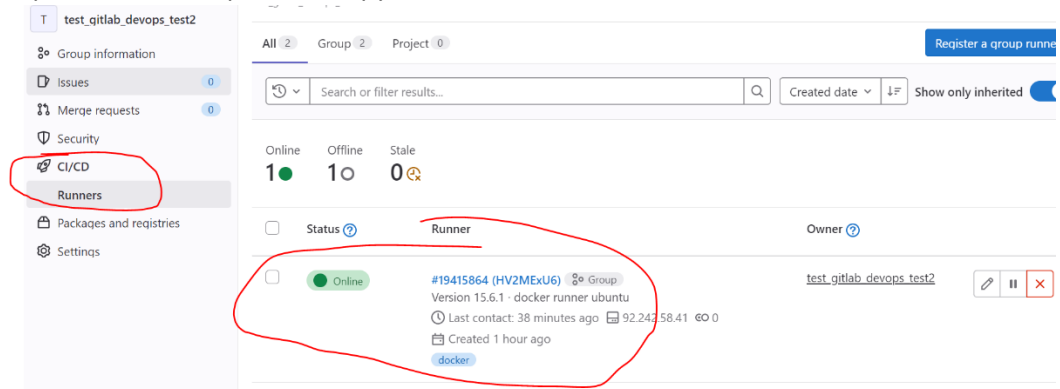 T test_gitlab_devops_test2
Group information
Issues 0
Merge requests 0
Security
CI/CD
Runners
Packages and registries
Settings
All 2 Group 2 Project 0
Register a group runne
Search or filter results...
Created date
Show only inherited
Online Offline Stale
1 1 0
Status Runner Owner
Online
#19415864 (HV2MExU6) Group
Version 15.6.1 · docker runner ubuntu
Last contact: 38 minutes ago 92.242.58.41 0
Created 1 hour ago
docker
test_gitlab_devops_test2